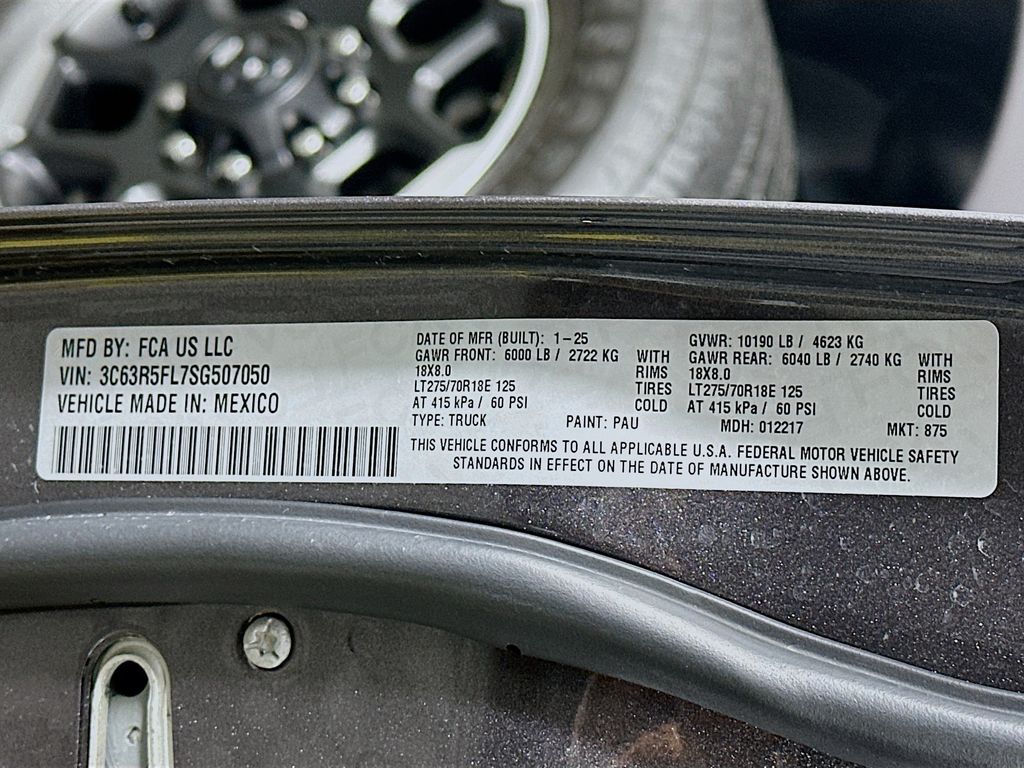 MFD BY: FCA US LLC
VIN: 3C63R5FL7SG507050
VEHICLE MADE IN: MEXICO
DATE OF MFR (BUILT): 1-25
GAWR FRONT: 6000 LB / 2722 KG WITH
18X8.0 RIMS
LT275/70R18E 125 TIRES
AT 415 kPa / 60 PSI COLD
TYPE: TRUCK PAINT: PAU
GVWR: 10190 LB / 4623 KG
GAWR REAR: 6040 LB / 2740 KG WITH
18X8.0 RIMS
LT275/70R18E 125 TIRES
AT 415 kPa / 60 PSI COLD
MDH: 012217 MKT: 875
THIS VEHICLE CONFORMS TO ALL APPLICABLE U.S.A. FEDERAL MOTOR VEHICLE SAFETY
STANDARDS IN EFFECT ON THE DATE OF MANUFACTURE SHOWN ABOVE.